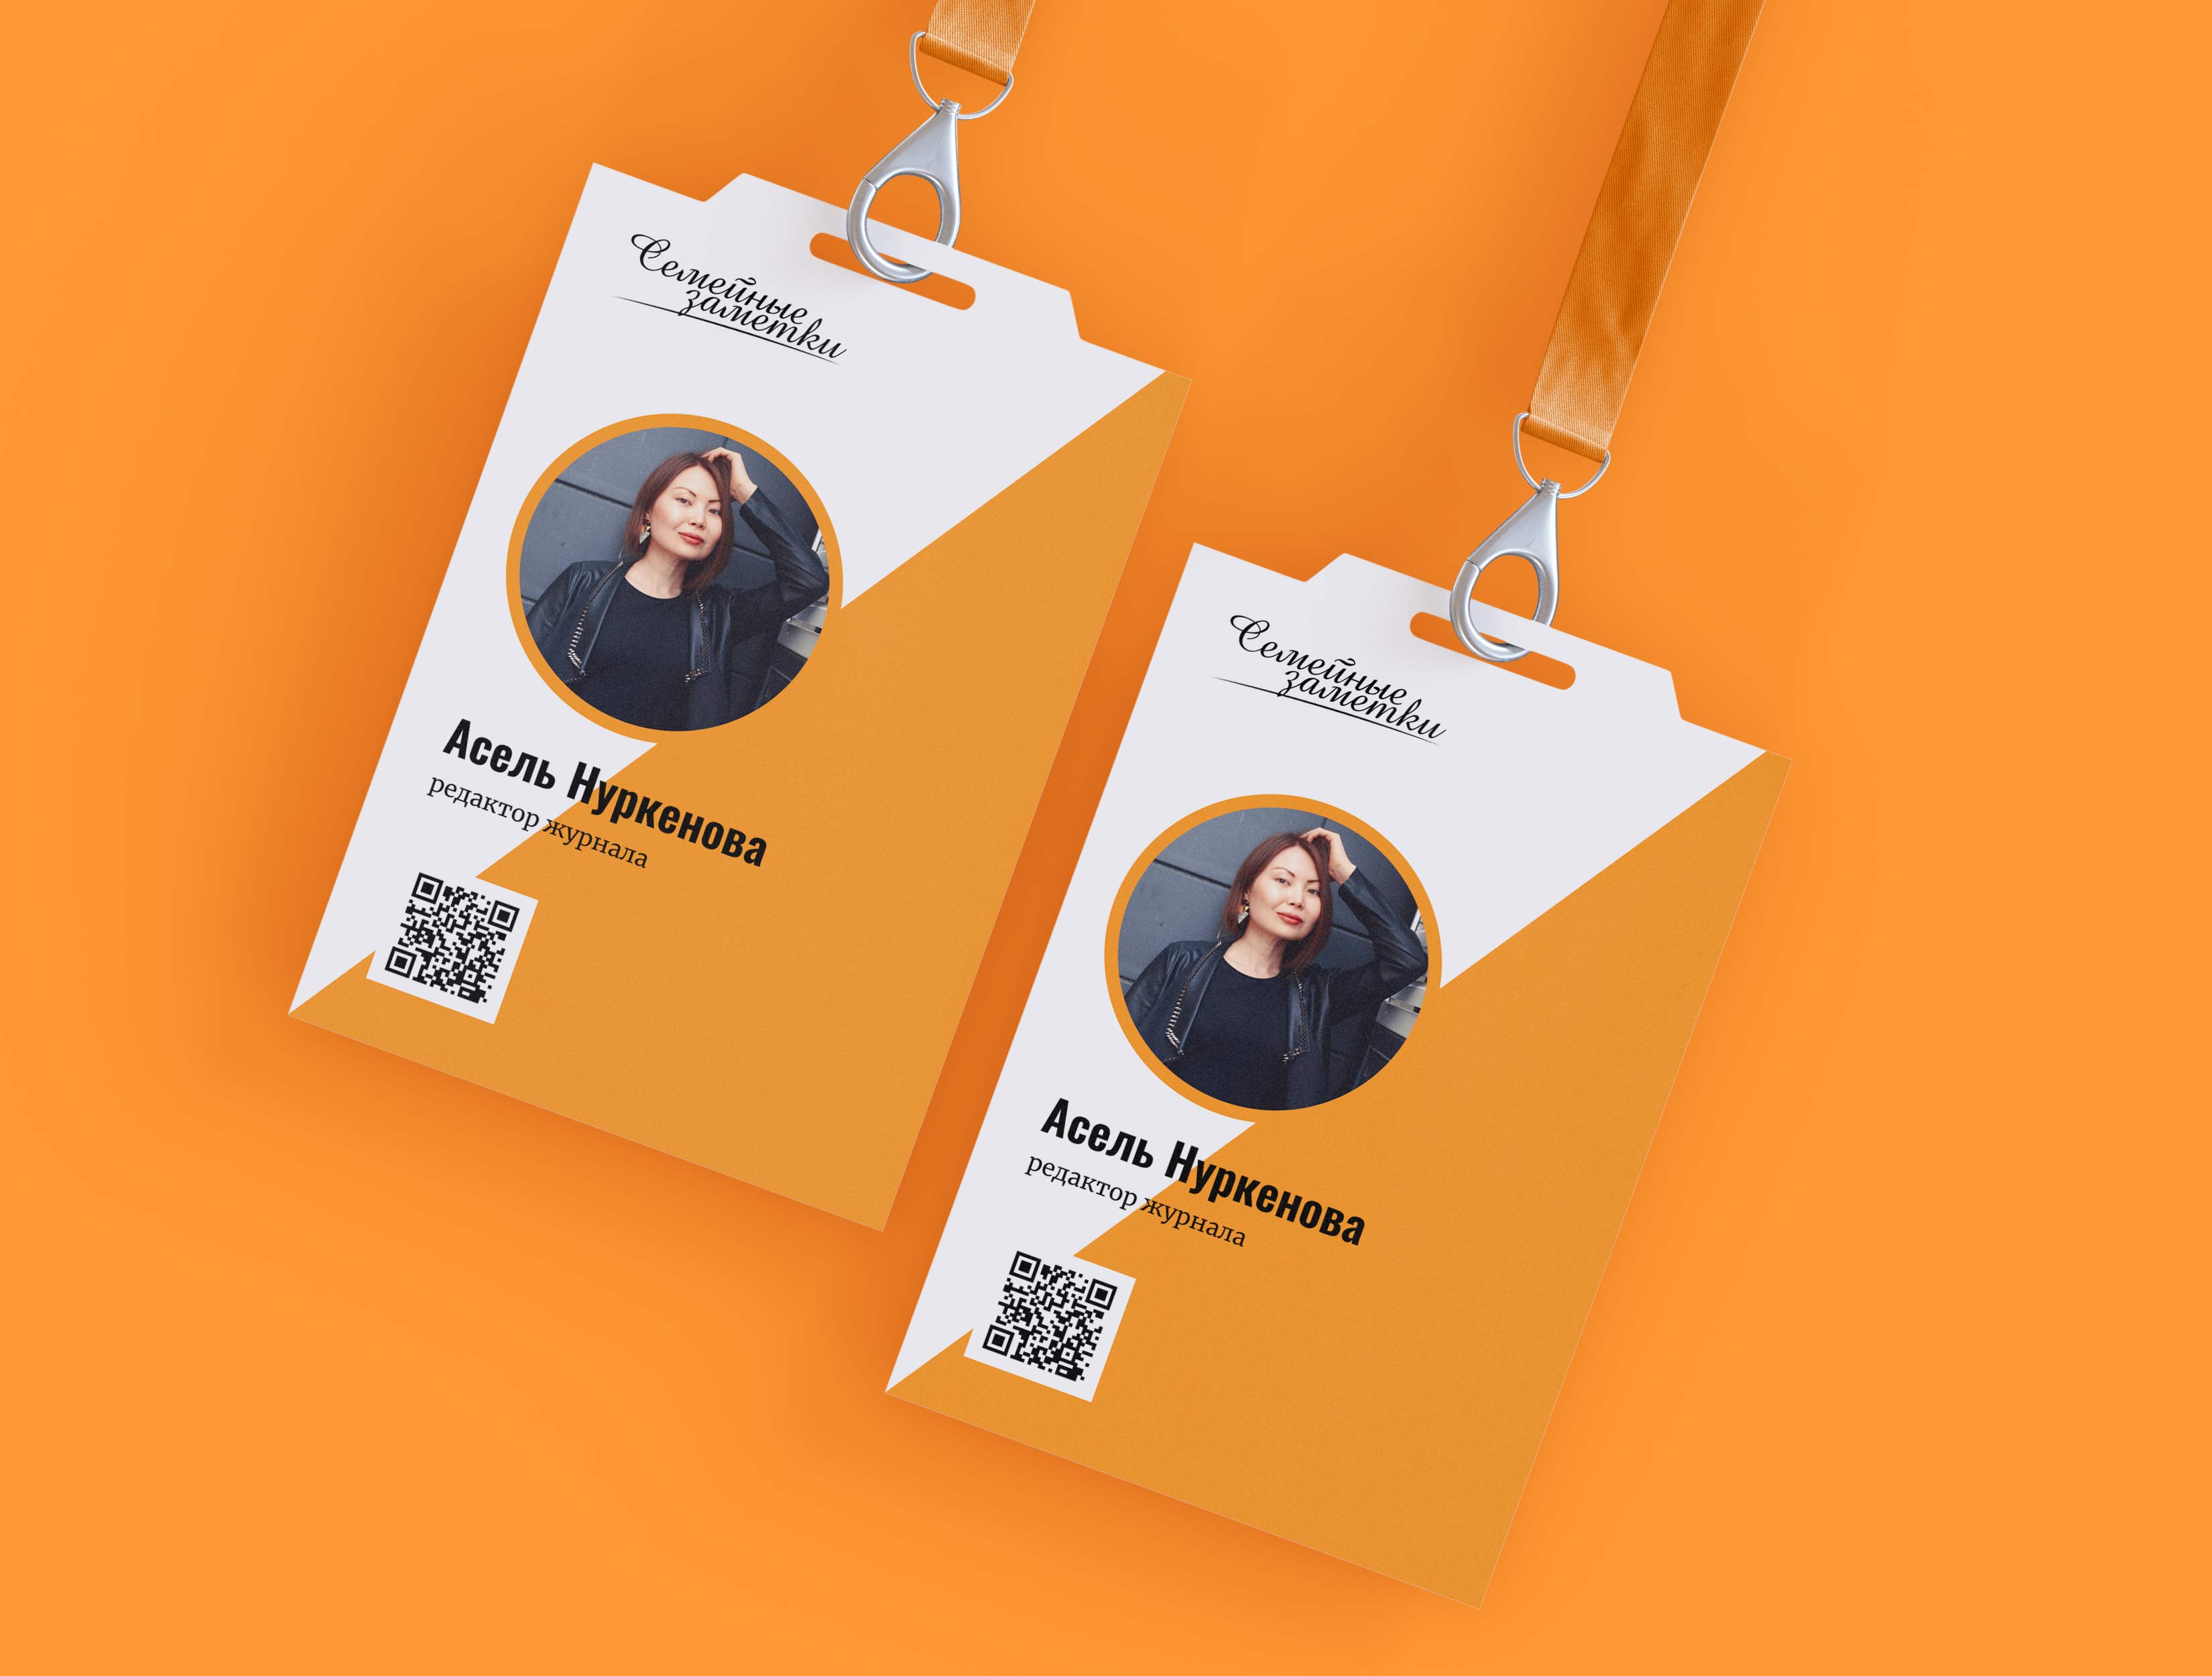 Семейные
заметки
Асель Нуркенова
редактор журнала
Семейные
заметки
Асель Нуркенова
редактор журнала